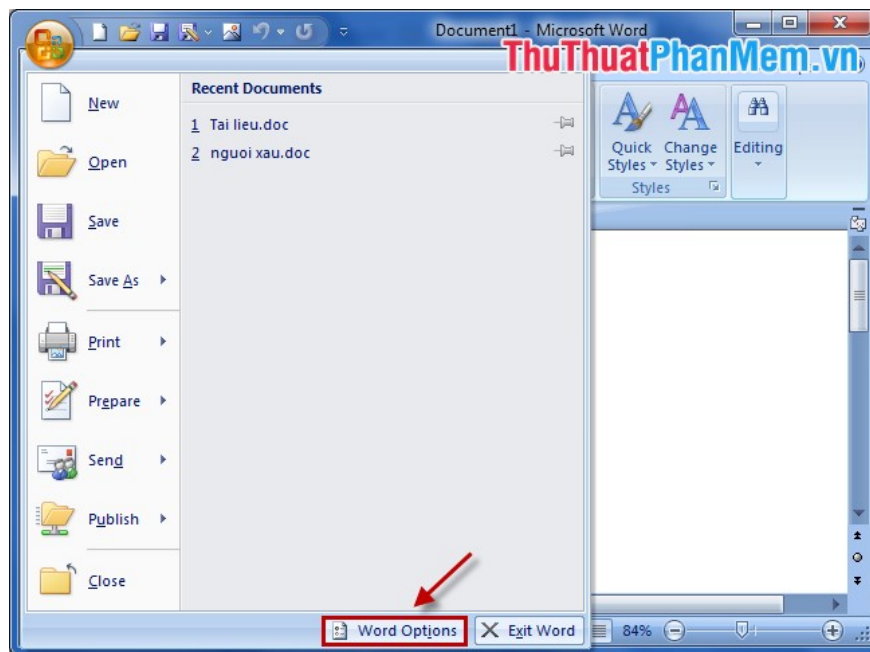 Document1 - Microsoft Word
ThuThuatPhanMem.vn
New
Open
Save
Save As
Print
Prepare
Send
Publish
Close
Recent Documents
1 Tai lieu.doc
2 nguoi xau.doc
Quick Styles
Change Styles
Editing
Styles
Word Options
Exit Word
84%